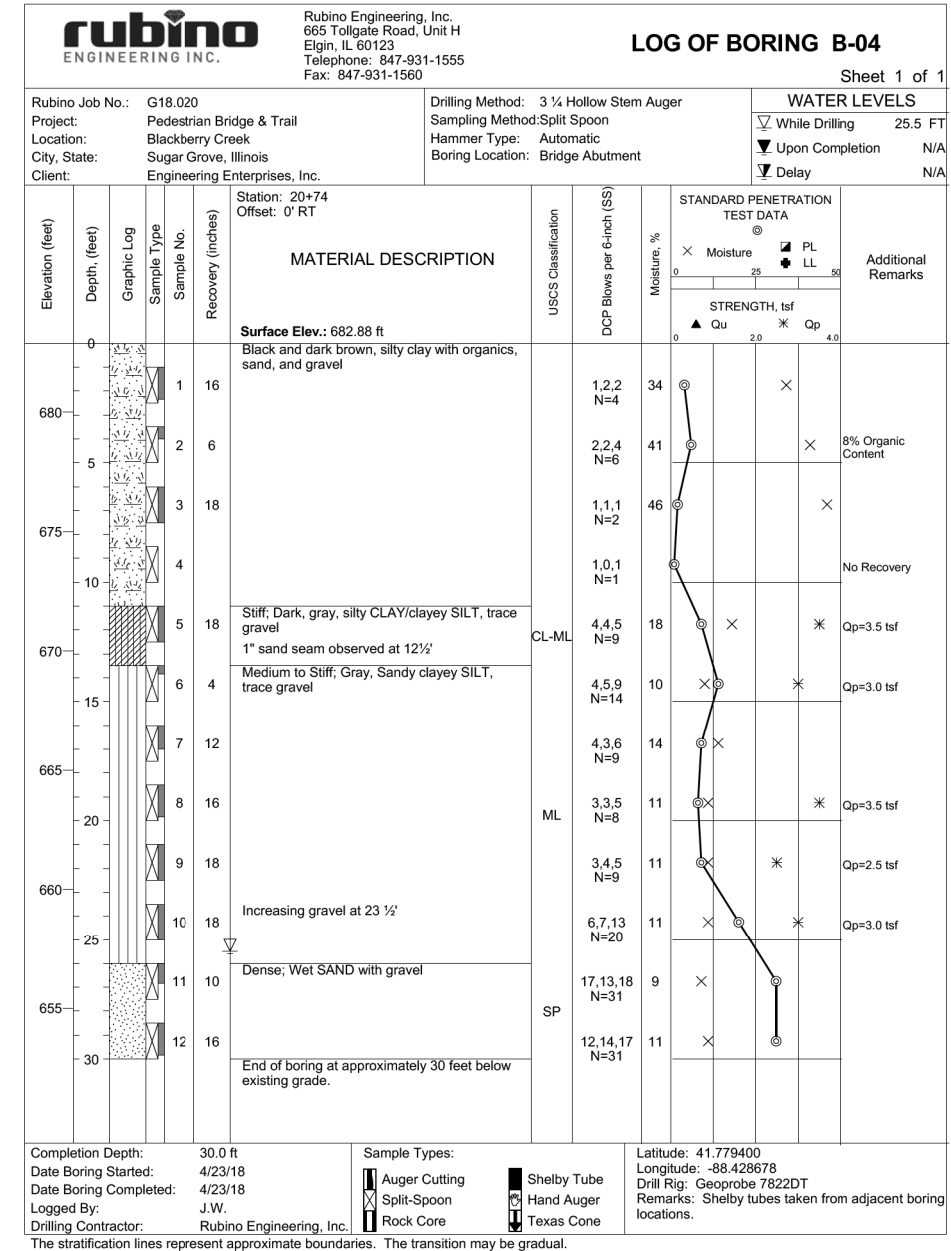 rubino
ENGINEERING INC.
Rubino Engineering, Inc.
665 Tollgate Road, Unit H
Elgin, IL 60123
Telephone: 847-931-1555
Fax: 847-931-1560
LOG OF BORING B-04
Sheet 1 of 1
Rubino Job No.: G18.020
Project: Pedestrian Bridge & Trail
Location: Blackberry Creek
City, State: Sugar Grove, Illinois
Client: Engineering Enterprises, Inc.
Drilling Method: 3 ¼ Hollow Stem Auger
Sampling Method:Split Spoon
Hammer Type: Automatic
Boring Location: Bridge Abutment
WATER LEVELS
While Drilling 25.5 FT
Upon Completion N/A
Delay N/A
Elevation (feet)
Depth, (feet)
Graphic Log
Sample Type
Sample No.
Recovery (inches)
Station: 20+74
Offset: 0' RT
MATERIAL DESCRIPTION
Surface Elev.: 682.88 ft
USCS Classification
DCP Blows per 6-inch (SS)
Moisture, %
STANDARD PENETRATION
TEST DATA
Moisture PL
LL
0 25 50
STRENGTH, tsf
Qu Qp
0 2.0 4.0
Additional
Remarks
0
Black and dark brown, silty clay with organics,
sand, and gravel
1 16 1,2,2 34
N=4
680
2 6 2,2,4 41 8% Organic
N=6 Content
5
3 18 1,1,1 46
N=2
675
4 1,0,1 No Recovery
N=1
10
Stiff; Dark, gray, silty CLAY/clayey SILT, trace
gravel
5 18 CL-ML 4,4,5 18 Qp=3.5 tsf
N=9
1" sand seam observed at 12½'
670
Medium to Stiff; Gray, Sandy clayey SILT,
trace gravel
6 4 4,5,9 10 Qp=3.0 tsf
N=14
15
7 12 4,3,6 14
N=9
665
8 16 3,3,5 11 Qp=3.5 tsf
N=8
ML
20
9 18 3,4,5 11 Qp=2.5 tsf
N=9
660
Increasing gravel at 23 ½'
10 18 6,7,13 11 Qp=3.0 tsf
N=20
25
Dense; Wet SAND with gravel
11 10 17,13,18 9
N=31
655
SP
12 16 12,14,17 11
N=31
30
End of boring at approximately 30 feet below
existing grade.
Completion Depth: 30.0 ft
Date Boring Started: 4/23/18
Date Boring Completed: 4/23/18
Logged By: J.W.
Drilling Contractor: Rubino Engineering, Inc.
Sample Types:
Auger Cutting
Split-Spoon
Rock Core
Shelby Tube
Hand Auger
Texas Cone
Latitude: 41.779400
Longitude: -88.428678
Drill Rig: Geoprobe 7822DT
Remarks: Shelby tubes taken from adjacent boring
locations.
The stratification lines represent approximate boundaries. The transition may be gradual.